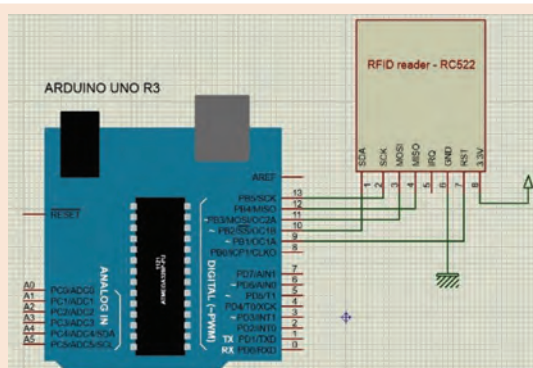 RFID reader - RC522
ARDUINO UNO R3
SDA
SCK
MOSI
MISO
IRQ
GND
RST
3.3V
1
2
3
4
5
6
7
8
AREF
RESET
PB5/SCK 13
PB4/MISO 12
~ PB3/MOSI/OC2A 11
~ PB2/SS/OC1B 10
~ PB1/OC1A 9
PB0/ICP1/CLKO 8
PD7/AIN1 7
~ PD6/AIN0 6
~ PD5/T1 5
PD4/T0/XCK 4
~ PD3/INT1 3
PD2/INT0 2
TX PD1/TXD 1
RX PD0/RXD 0
DIGITAL (~PWM)
ANALOG IN
A0 PC0/ADC0
A1 PC1/ADC1
A2 PC2/ADC2
A3 PC3/ADC3
A4 PC4/ADC4/SDA
A5 PC5/ADC5/SCL